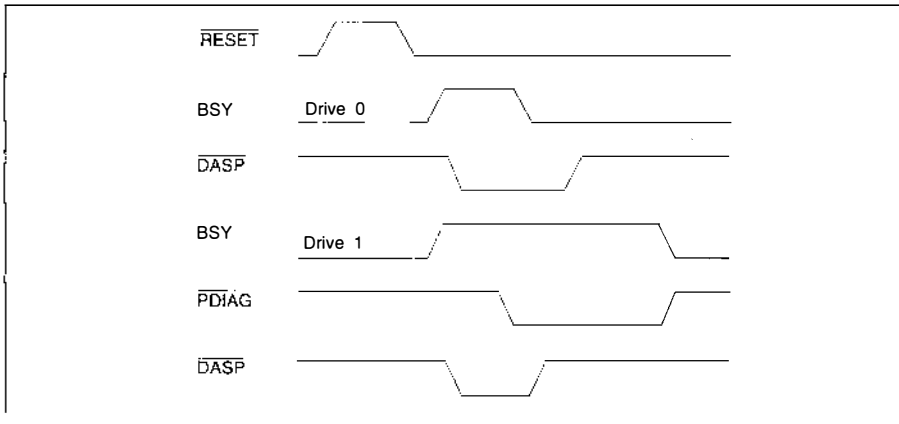 RESET
BSY Drive 0
DASP
BSY Drive 1
PDIAG
DASP